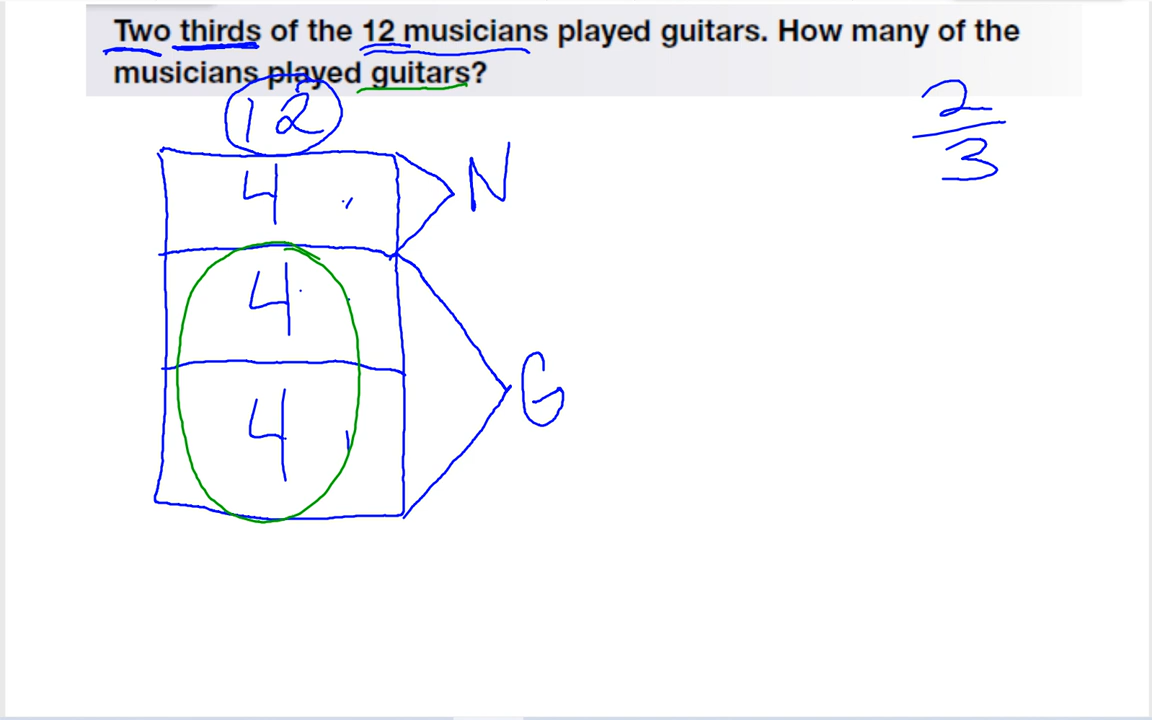 Two thirds of the 12 musicians played guitars. How many of the
musicians played guitars?
12
2
3
4
N
4
4
G